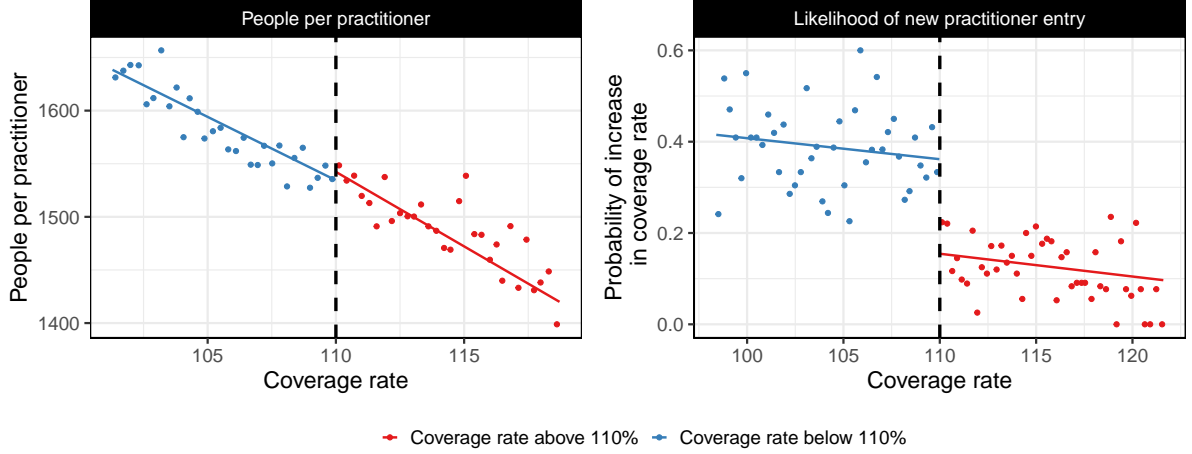 People per practitioner
Likelihood of new practitioner entry
People per practitioner
1600
1500
1400
105
110
115
Coverage rate
Probability of increase
in coverage rate
0.6
0.4
0.2
0.0
100
105
110
115
120
Coverage rate
Coverage rate above 110%
Coverage rate below 110%